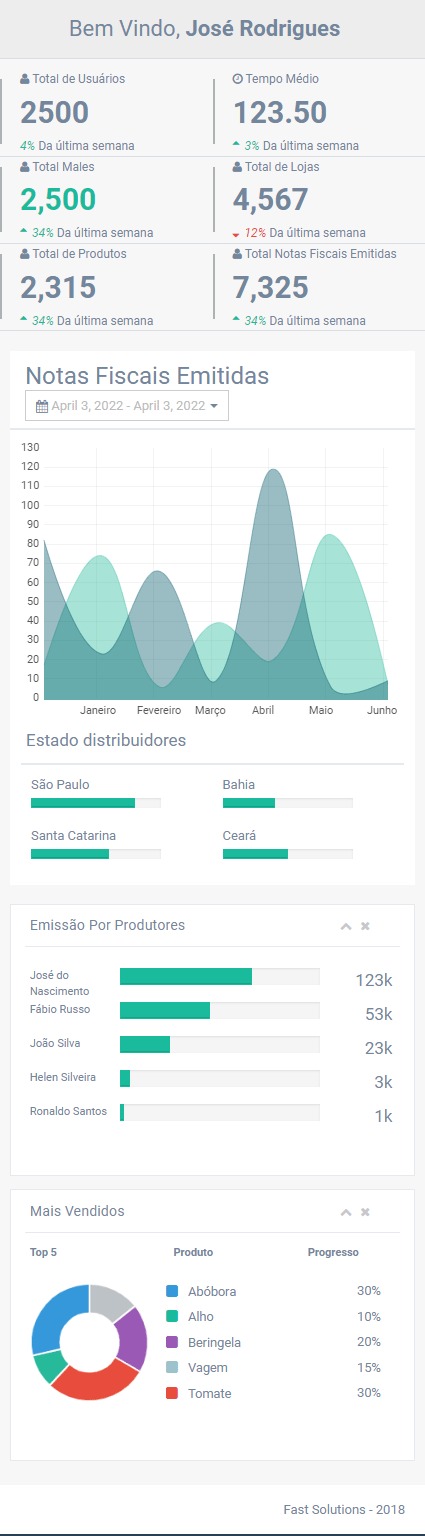 Bem Vindo, José Rodrigues
Total de Usuários
2500
4% Da última semana
Tempo Médio
123.50
3% Da última semana
Total Males
2,500
34% Da última semana
Total de Lojas
4,567
12% Da última semana
Total de Produtos
2,315
34% Da última semana
Total Notas Fiscais Emitidas
7,325
34% Da última semana
Notas Fiscais Emitidas
April 3, 2022 - April 3, 2022
130
120
110
100
90
80
70
60
50
40
30
20
10
0
Janeiro Fevereiro Março Abril Maio Junho
Estado distribuidores
São Paulo Bahia
Santa Catarina Ceará
Emissão Por Produtores
José do
Nascimento 123k
Fábio Russo 53k
João Silva 23k
Helen Silveira 3k
Ronaldo Santos 1k
Mais Vendidos
Top 5 Produto Progresso
Abóbora 30%
Alho 10%
Beringela 20%
Vagem 15%
Tomate 30%
Fast Solutions - 2018